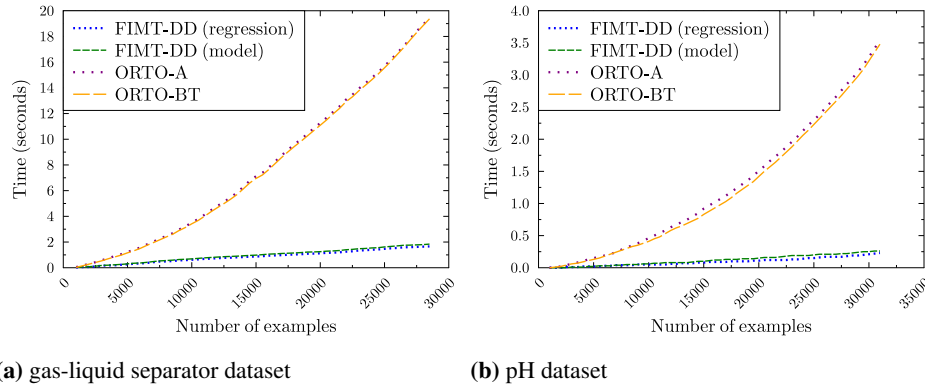 20
18
16
14
12
10
8
6
4
2
0
Time (seconds)
FIMT-DD (regression)
FIMT-DD (model)
ORTO-A
ORTO-BT
0
5000
10000
15000
20000
25000
30000
Number of examples
4.0
3.5
3.0
2.5
2.0
1.5
1.0
0.5
0.0
Time (seconds)
FIMT-DD (regression)
FIMT-DD (model)
ORTO-A
ORTO-BT
0
5000
10000
15000
20000
25000
30000
35000
Number of examples
(a) gas-liquid separator dataset
(b) pH dataset